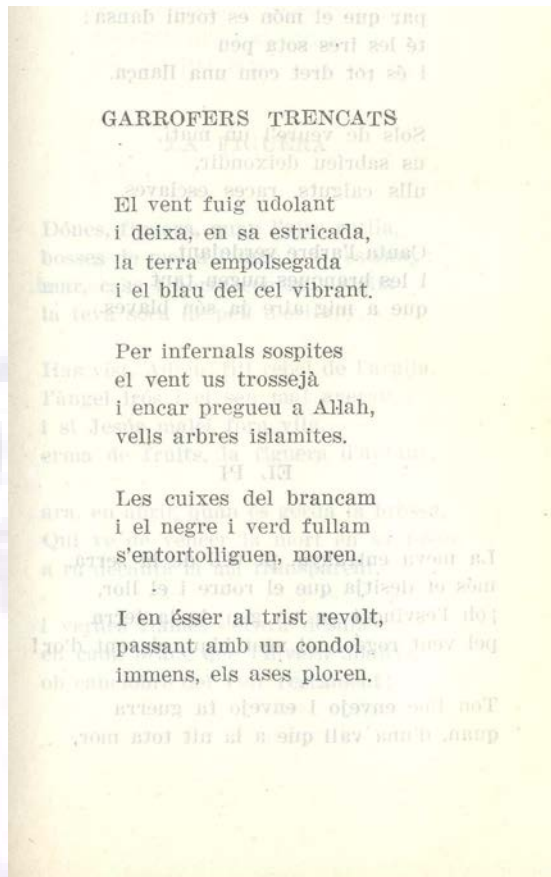 GARROFERS TRENCATS
El vent fuig udolant
i deixa, en sa estricada,
la terra empolsegada
i el blau del cel vibrant.
Per infernals sospites
el vent us trossejà
i encar pregueu a Al·lah,
vells arbres islamites.
Les cuixes del brancam
i el negre i verd fullam
s'entortolliguen, moren.
I en ésser al trist revolt,
passant amb un condol
immens, els ases ploren.